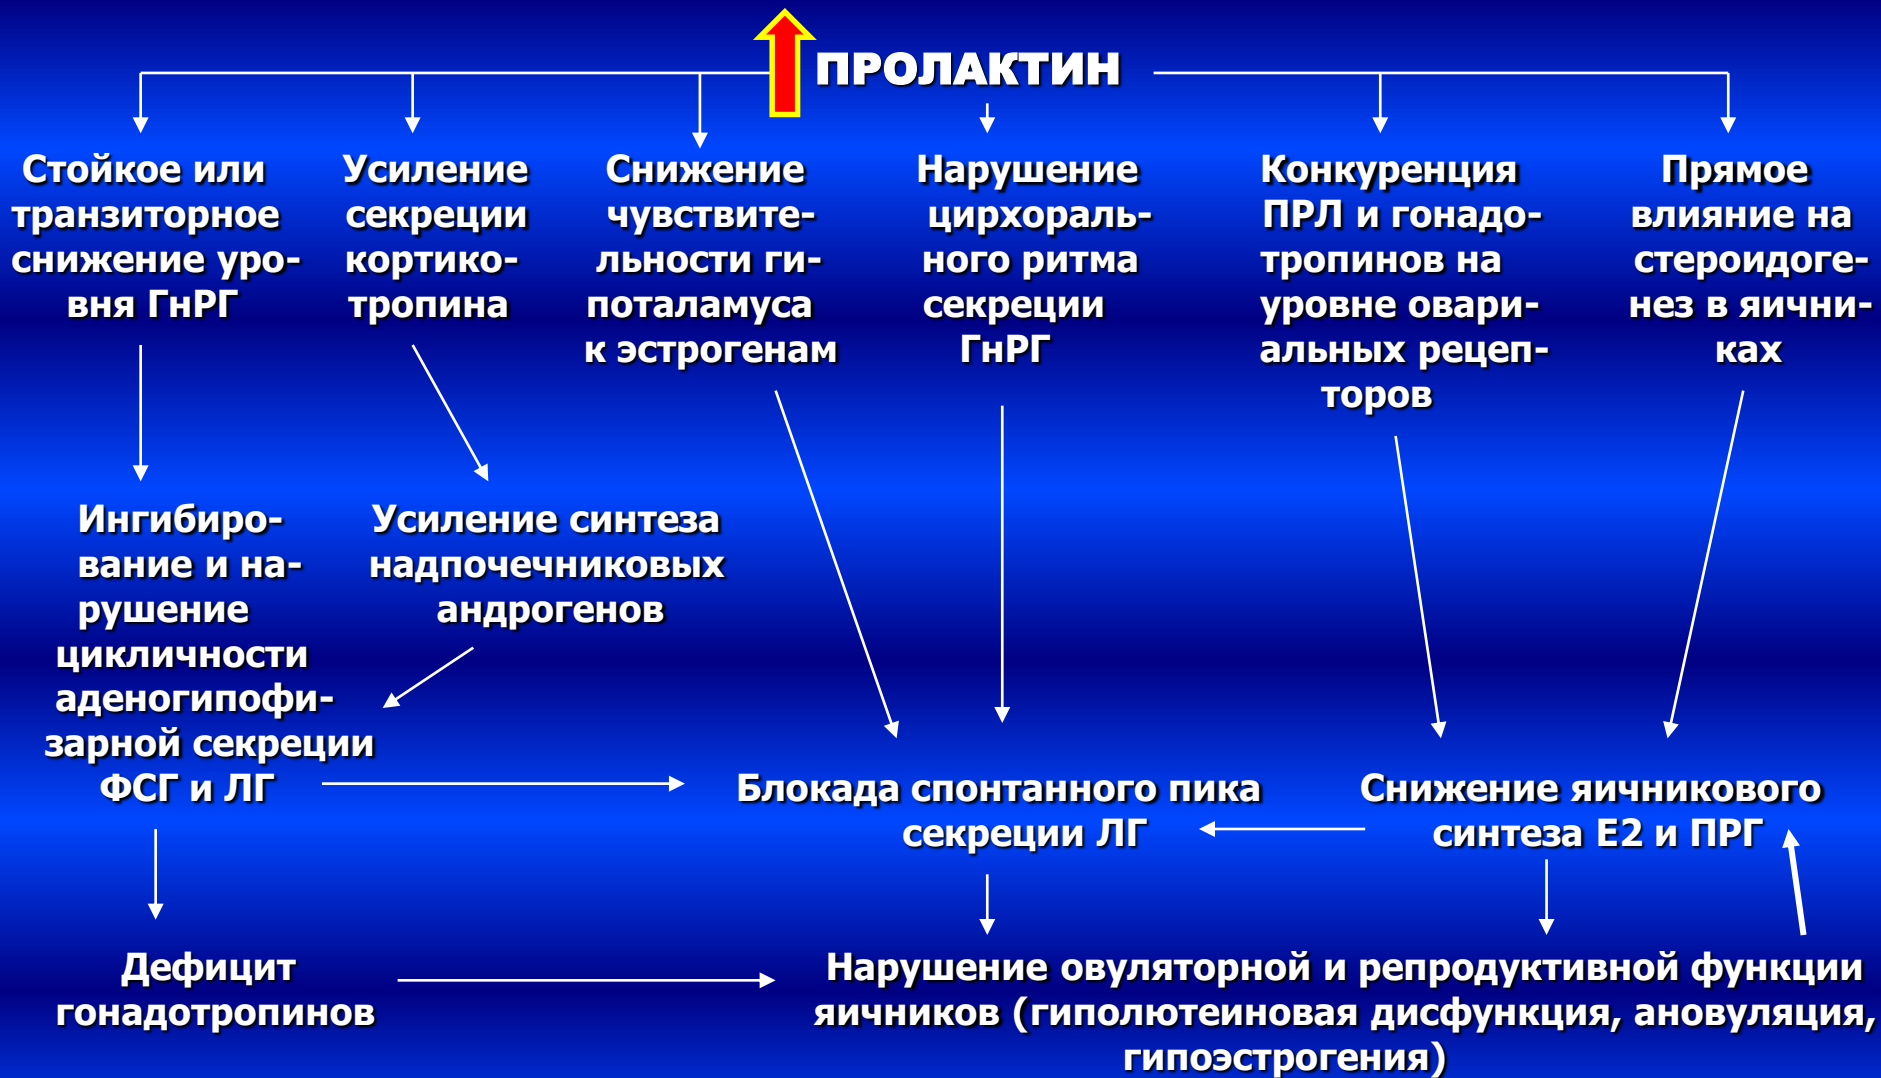 ПРОЛАКТИН
Стойкое или
транзиторное
снижение уро-
вня ГнРГ
Усиление
секреции
кортико-
тропина
Снижение
чувствите-
льности ги-
поталамуса
к эстрогенам
Нарушение
цирхораль-
ного ритма
секреции
ГнРГ
Конкуренция
ПРЛ и гонадо-
тропинов на
уровне овари-
альных рецеп-
торов
Прямое
влияние на
стероидоге-
нез в яични-
ках
Ингибиро-
вание и на-
рушение
цикличности
аденогипофи-
зарной секреции
ФСГ и ЛГ
Усиление синтеза
надпочечниковых
андрогенов
Блокада спонтанного пика
секреции ЛГ
Снижение яичникового
синтеза Е2 и ПРГ
Дефицит
гонадотропинов
Нарушение овуляторной и репродуктивной функции
яичников (гиполютеиновая дисфункция, ановуляция,
гипоэстрогения)